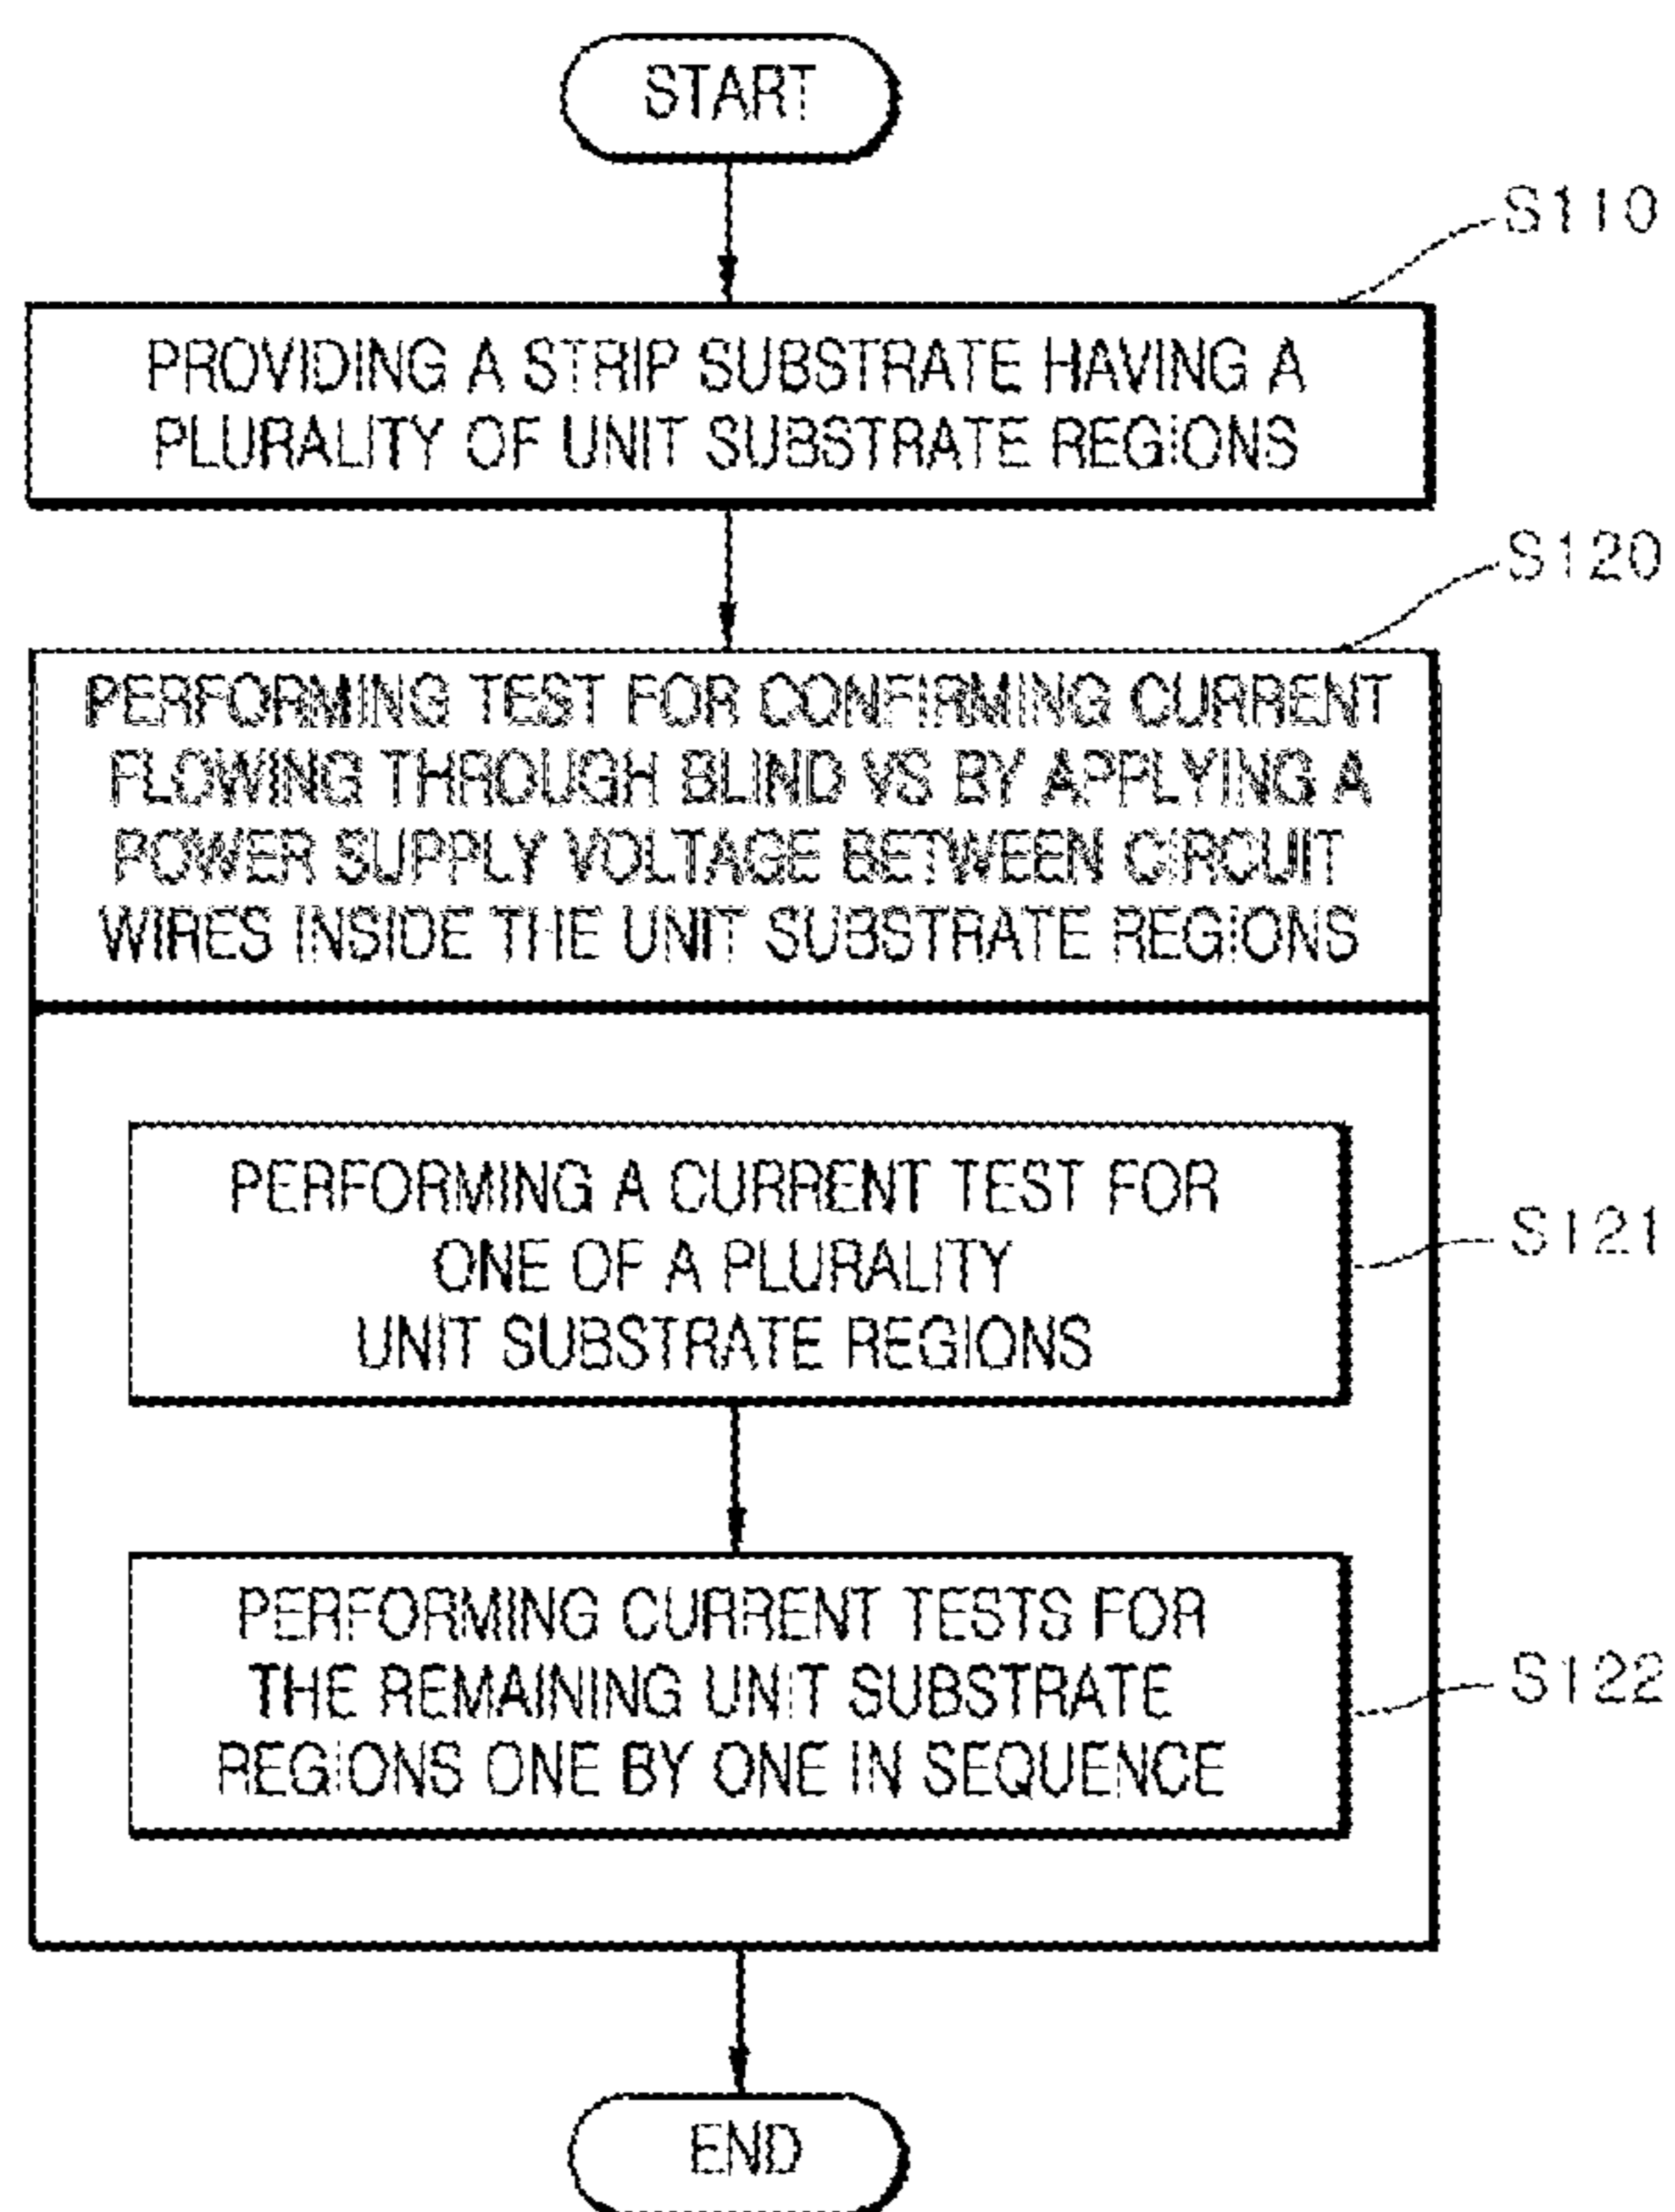 START
S110
PROVIDING A STRIP SUBSTRATE HAVING A
PLURALITY OF UNIT SUBSTRATE REGIONS
S120
PERFORMING TEST FOR CONFIRMING CURRENT
FLOWING THROUGH BLIND VS BY APPLYING A
POWER SUPPLY VOLTAGE BETWEEN CIRCUIT
WIRES INSIDE THE UNIT SUBSTRATE REGIONS
PERFORMING A CURRENT TEST FOR
ONE OF A PLURALITY
UNIT SUBSTRATE REGIONS
S121
PERFORMING CURRENT TESTS FOR
THE REMAINING UNIT SUBSTRATE
REGIONS ONE BY ONE IN SEQUENCE
S122
END